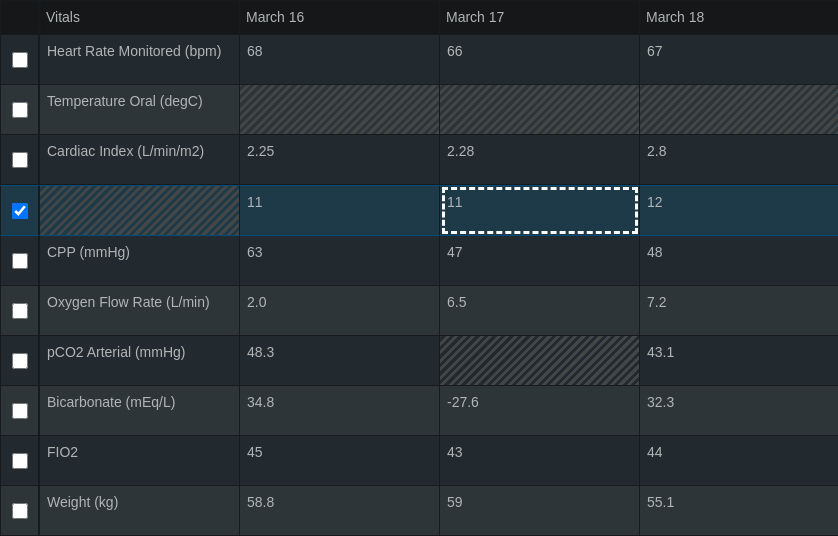 Vitals March 16 March 17 March 18
Heart Rate Monitored (bpm) 68 66 67
Temperature Oral (degC)
Cardiac Index (L/min/m2) 2.25 2.28 2.8
11 11 12
CPP (mmHg) 63 47 48
Oxygen Flow Rate (L/min) 2.0 6.5 7.2
pCO2 Arterial (mmHg) 48.3 43.1
Bicarbonate (mEq/L) 34.8 -27.6 32.3
FIO2 45 43 44
Weight (kg) 58.8 59 55.1